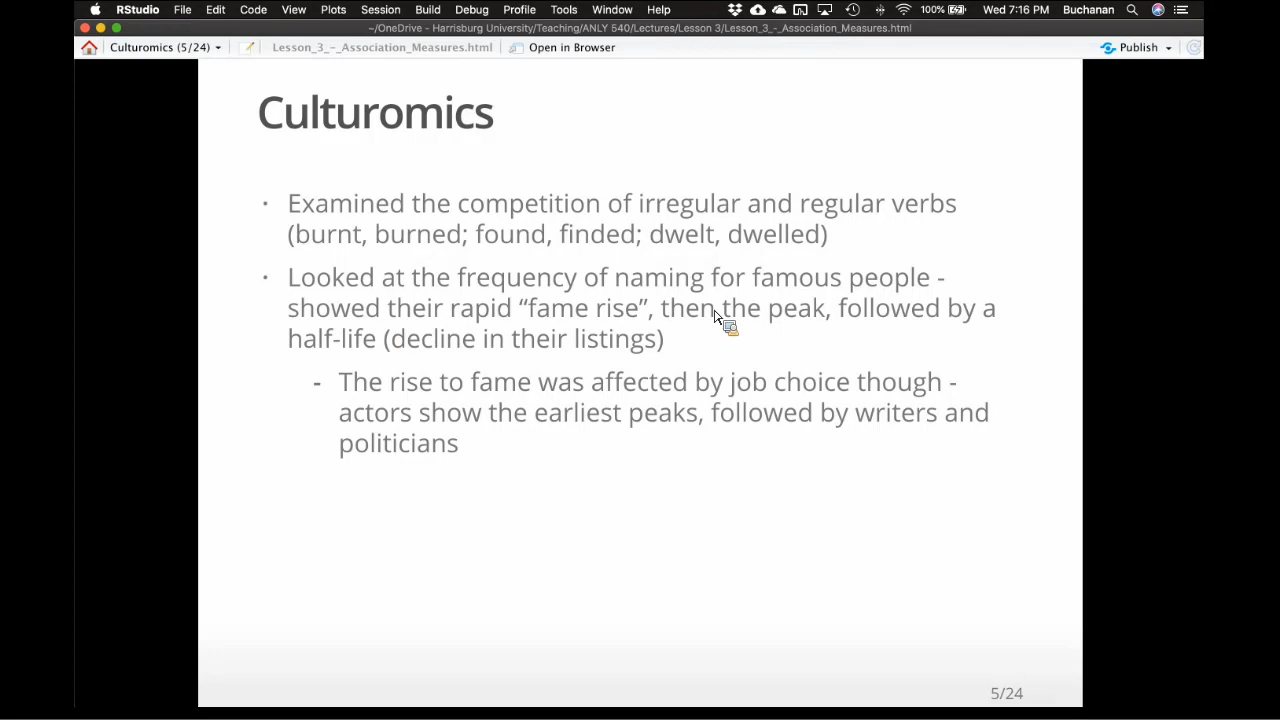 RStudio File Edit Code View Plots Session Build Debug Profile Tools Window Help 100% Wed 7:16 PM Buchanan
~/OneDrive - Harrisburg University/Teaching/ANLY 540/Lectures/Lesson 3/Lesson_3_-_Association_Measures.html
Culturomics (5/24) Lesson_3_-_Association_Measures.html Open in Browser Publish
Culturomics
• Examined the competition of irregular and regular verbs
(burnt, burned; found, finded; dwelt, dwelled)
• Looked at the frequency of naming for famous people -
showed their rapid “fame rise”, then the peak, followed by a
half-life (decline in their listings)
- The rise to fame was affected by job choice though -
actors show the earliest peaks, followed by writers and
politicians
5/24